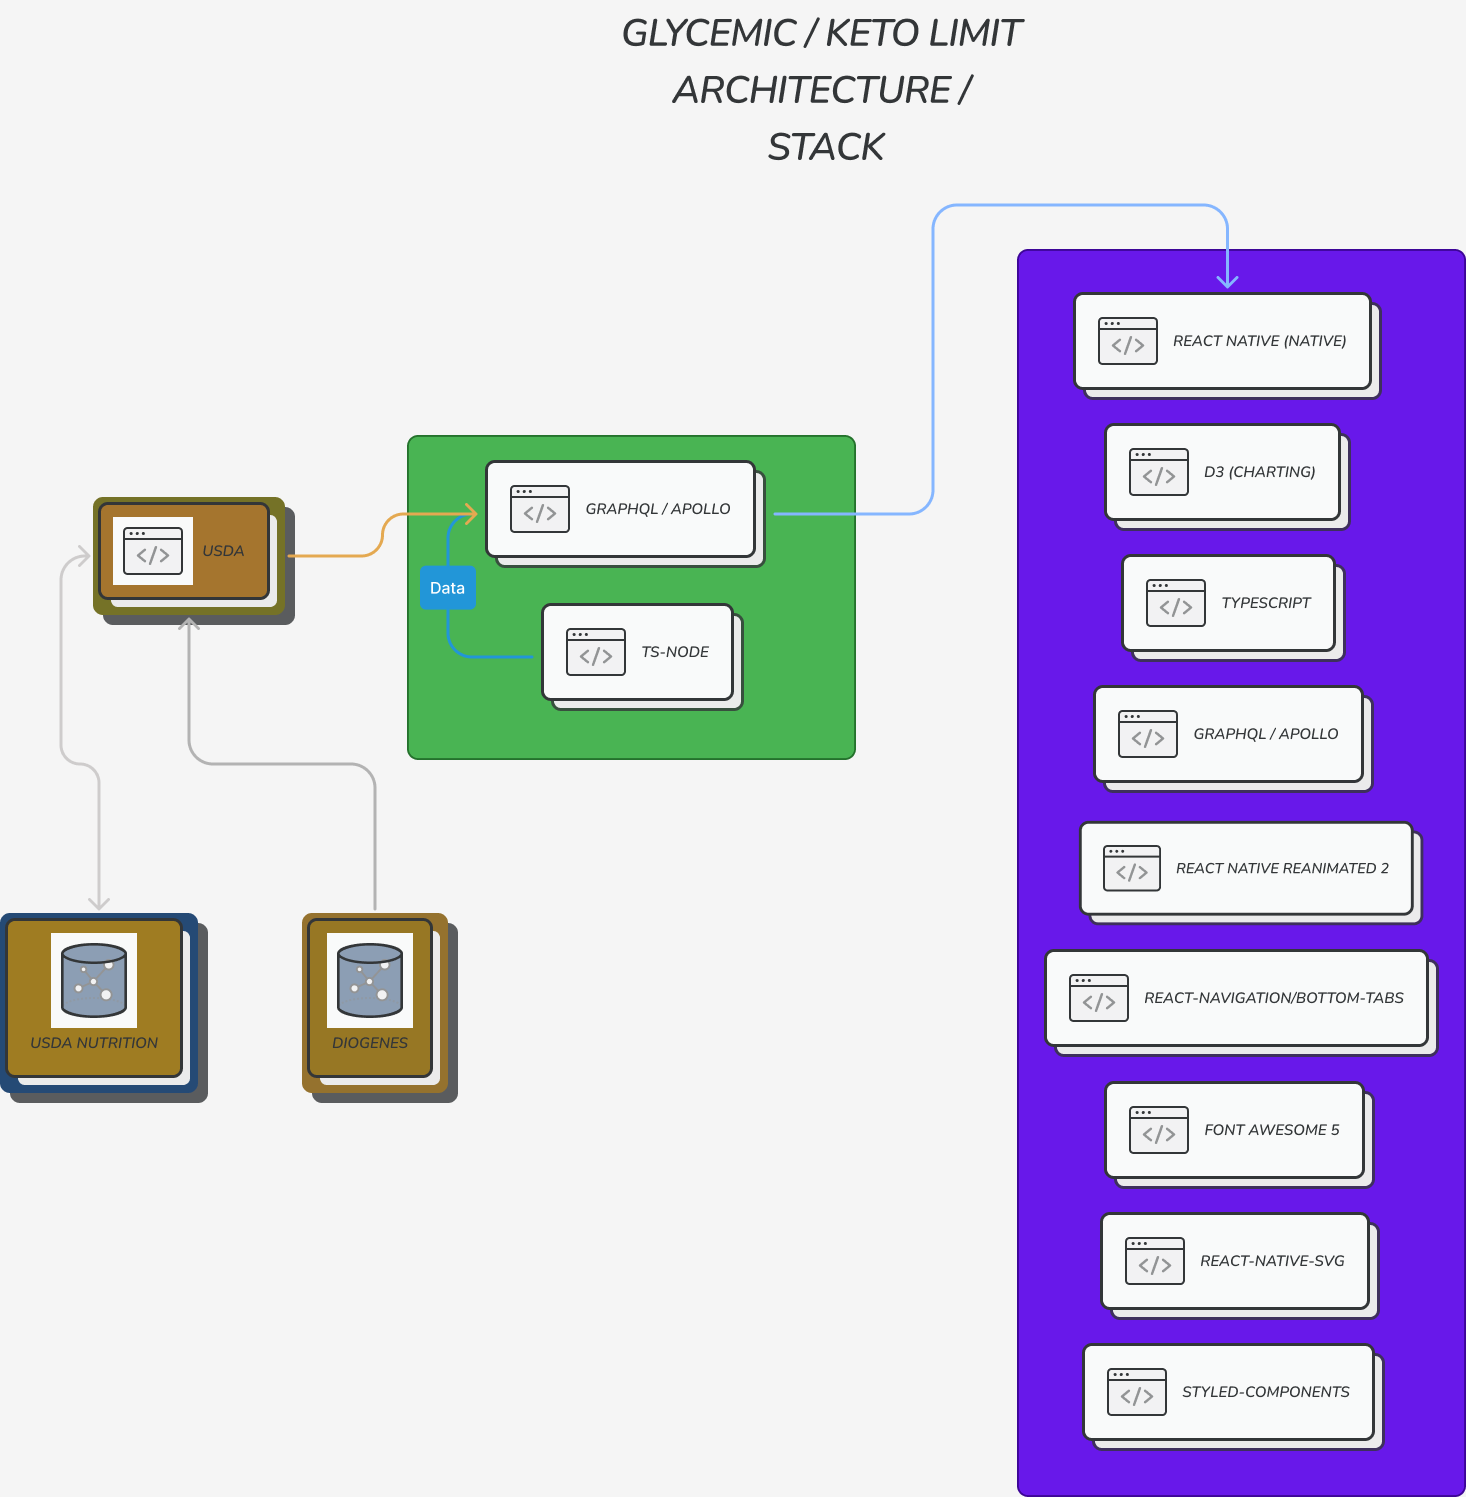 GLYCEMIC / KETO LIMIT
ARCHITECTURE /
STACK
REACT NATIVE (NATIVE)
D3 (CHARTING)
GRAPHQL / APOLLO
USDA
Data
TYPESCRIPT
TS-NODE
GRAPHQL / APOLLO
REACT NATIVE REANIMATED 2
REACT-NAVIGATION/BOTTOM-TABS
USDA NUTRITION
DIOGENES
FONT AWESOME 5
REACT-NATIVE-SVG
STYLED-COMPONENTS